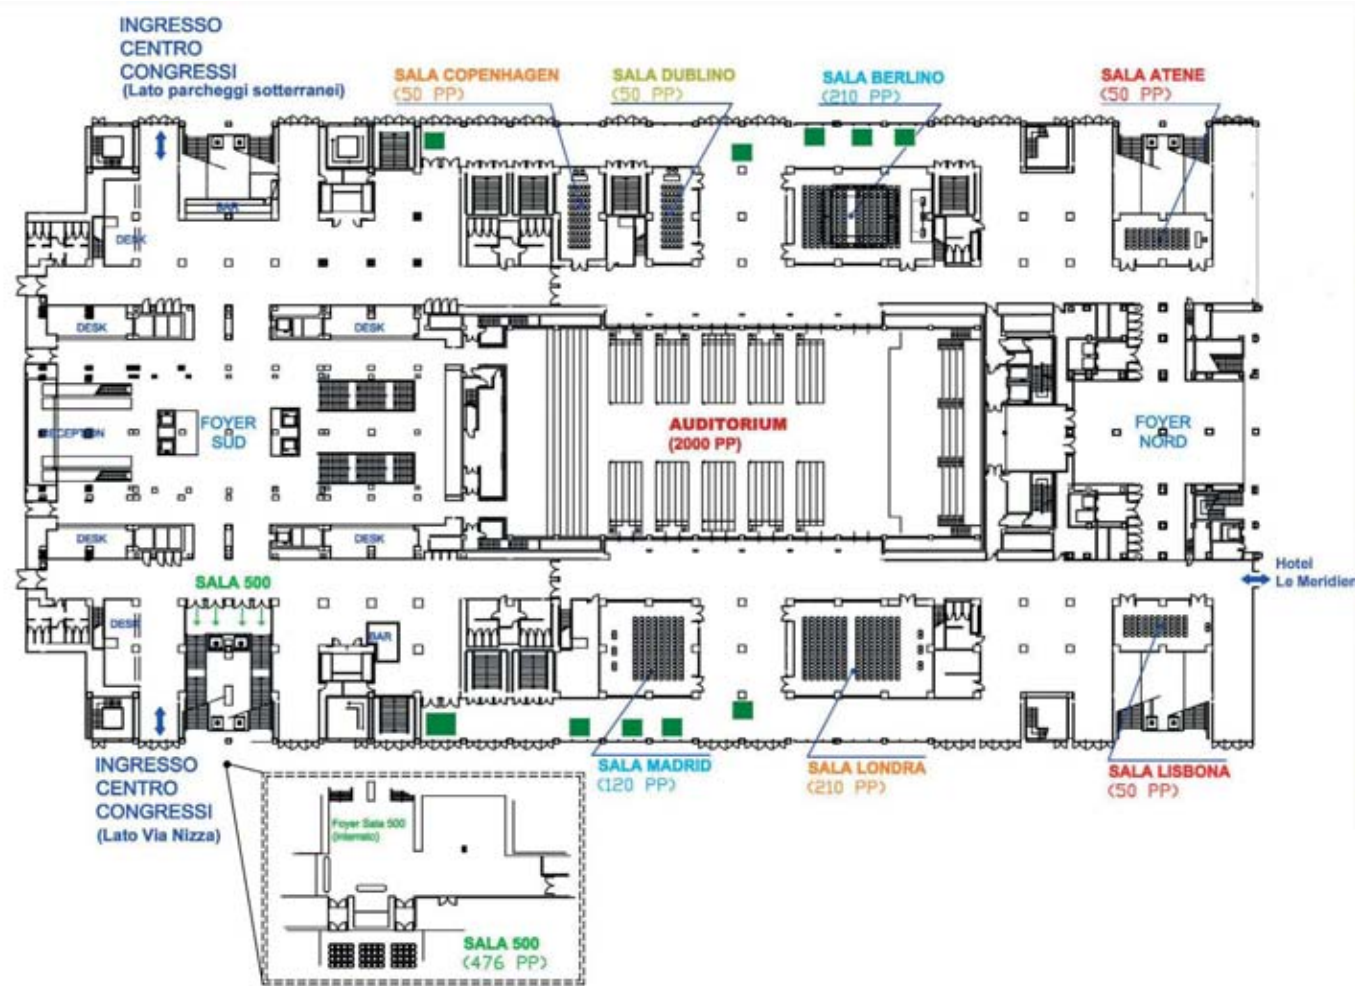 INGRESSO
CENTRO
CONGRESSI
(Lato parcheggi sotterranei)
SALA COPENHAGEN
(50 PP)
SALA DUBLINO
(50 PP)
SALA BERLINO
(210 PP)
SALA ATENE
(50 PP)
BAR
DESK
DESK
DESK
RECEPTION
FOYER
SUD
AUDITORIUM
(2000 PP)
FOYER
NORD
DESK
DESK
SALA 500
Hotel
Le Meridier
DESK
BAR
INGRESSO
CENTRO
CONGRESSI
(Lato Via Nizza)
SALA MADRID
(120 PP)
SALA LONDRA
(210 PP)
SALA LISBONA
(50 PP)
Foyer Sala 500
(interrato)
SALA 500
(476 PP)